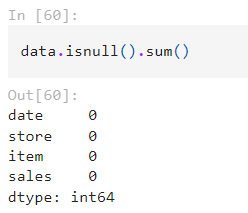 In [60]:
data.isnull().sum()
Out[60]:
date     0
store    0
item     0
sales    0
dtype: int64